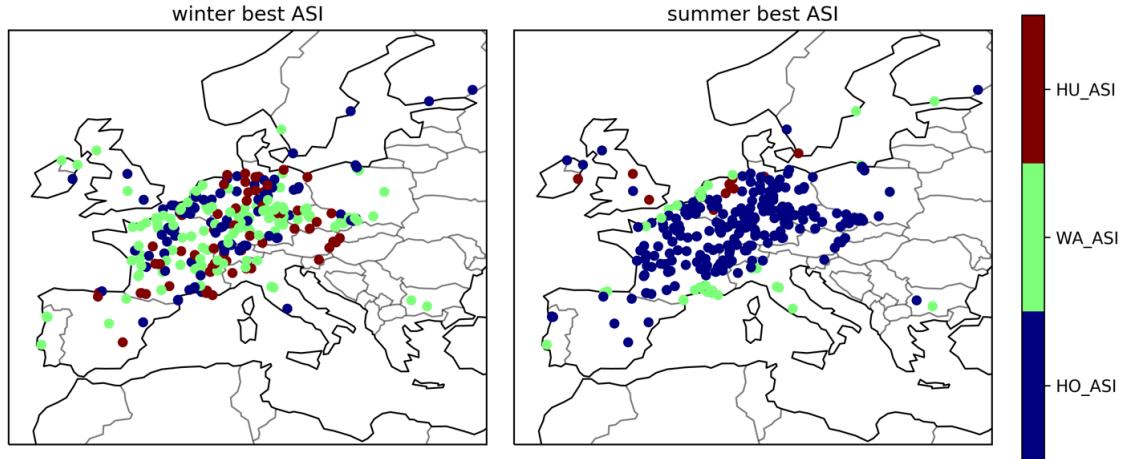 winter best ASI
summer best ASI
HU_ASI
WA_ASI
HO_ASI